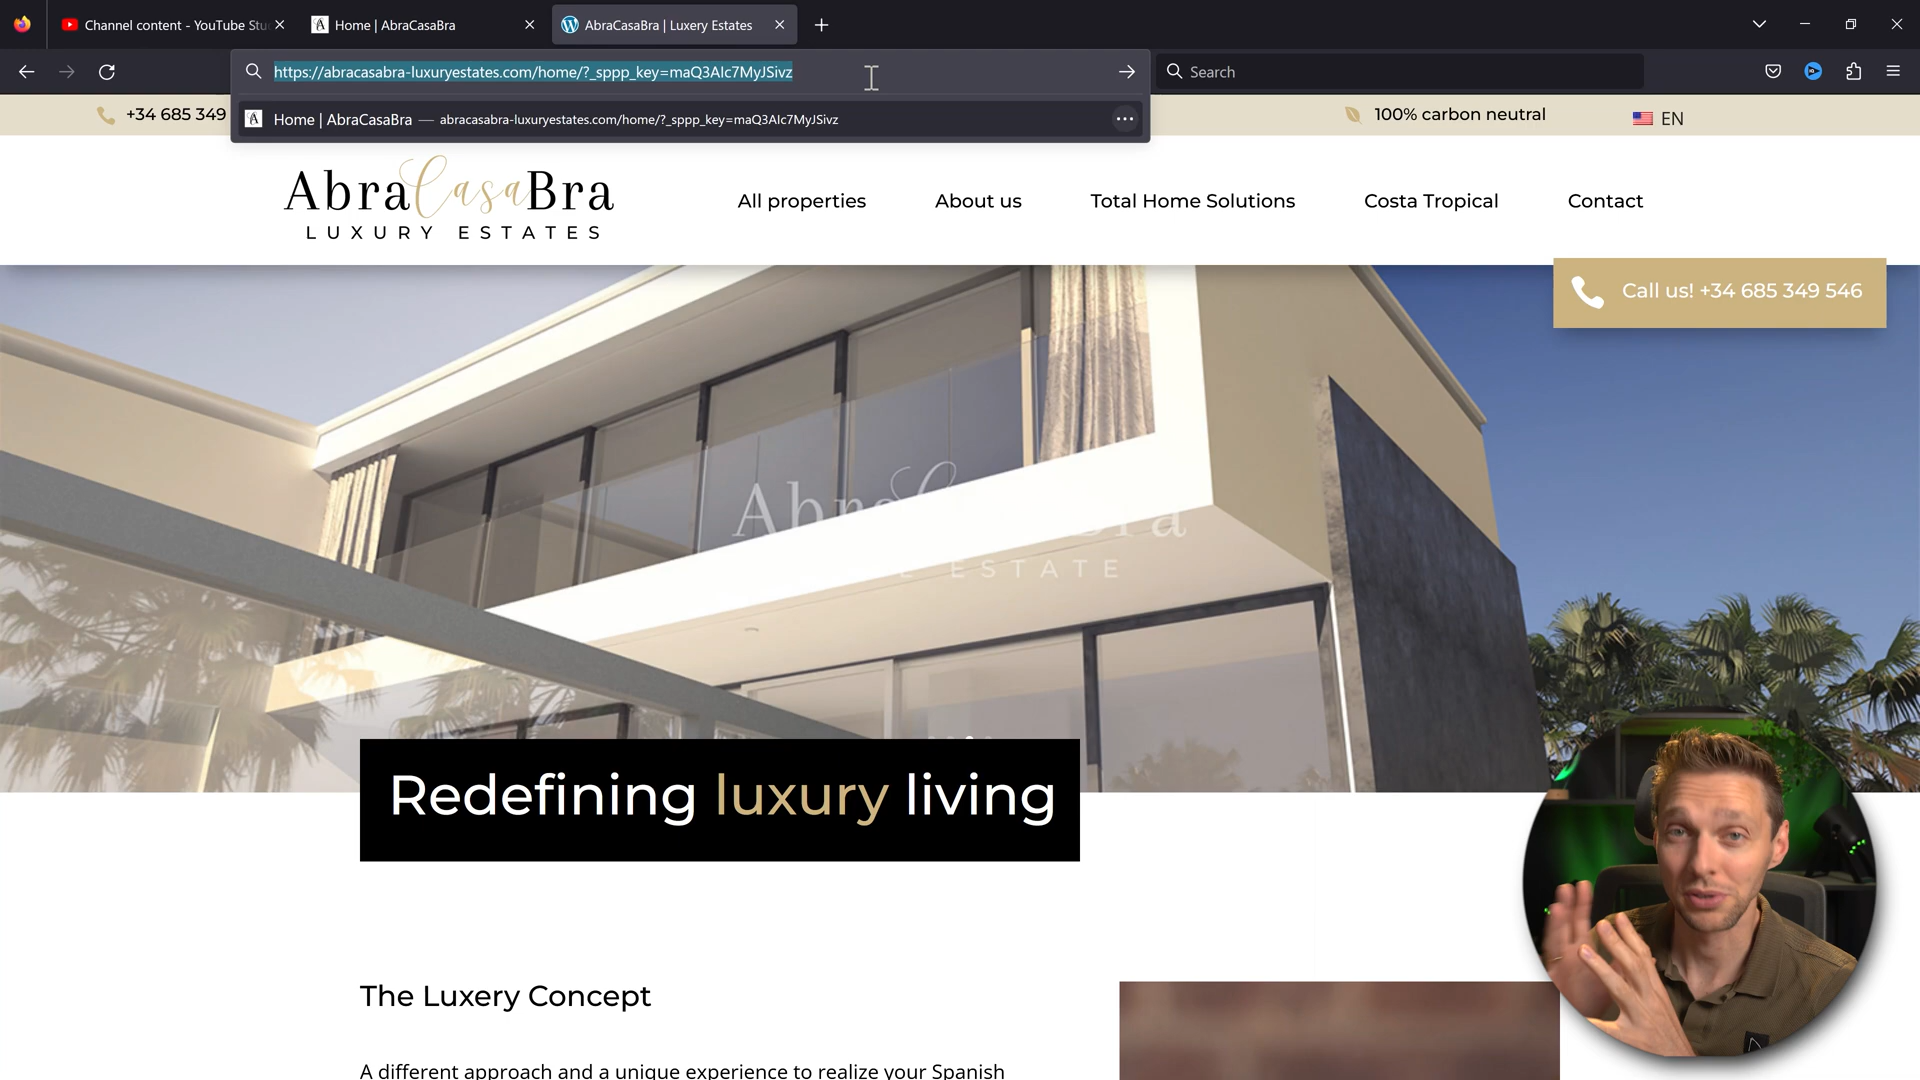 Channel content - YouTube Stu
Home | AbraCasaBra
AbraCasaBra | Luxery Estates
https://abracasabra-luxuryestates.com/home/?_sppp_key=maQ3AIc7MyJSivz
Search
Home | AbraCasaBra — abracasabra-luxuryestates.com/home/?_sppp_key=maQ3AIc7MyJSivz
+34 685 349
100% carbon neutral
EN
AbraCasaBra
LUXURY ESTATES
All properties
About us
Total Home Solutions
Costa Tropical
Contact
Call us! +34 685 349 546
AbraCasaBra
ESTATE
Redefining luxury living
The Luxery Concept
A different approach and a unique experience to realize your Spanish